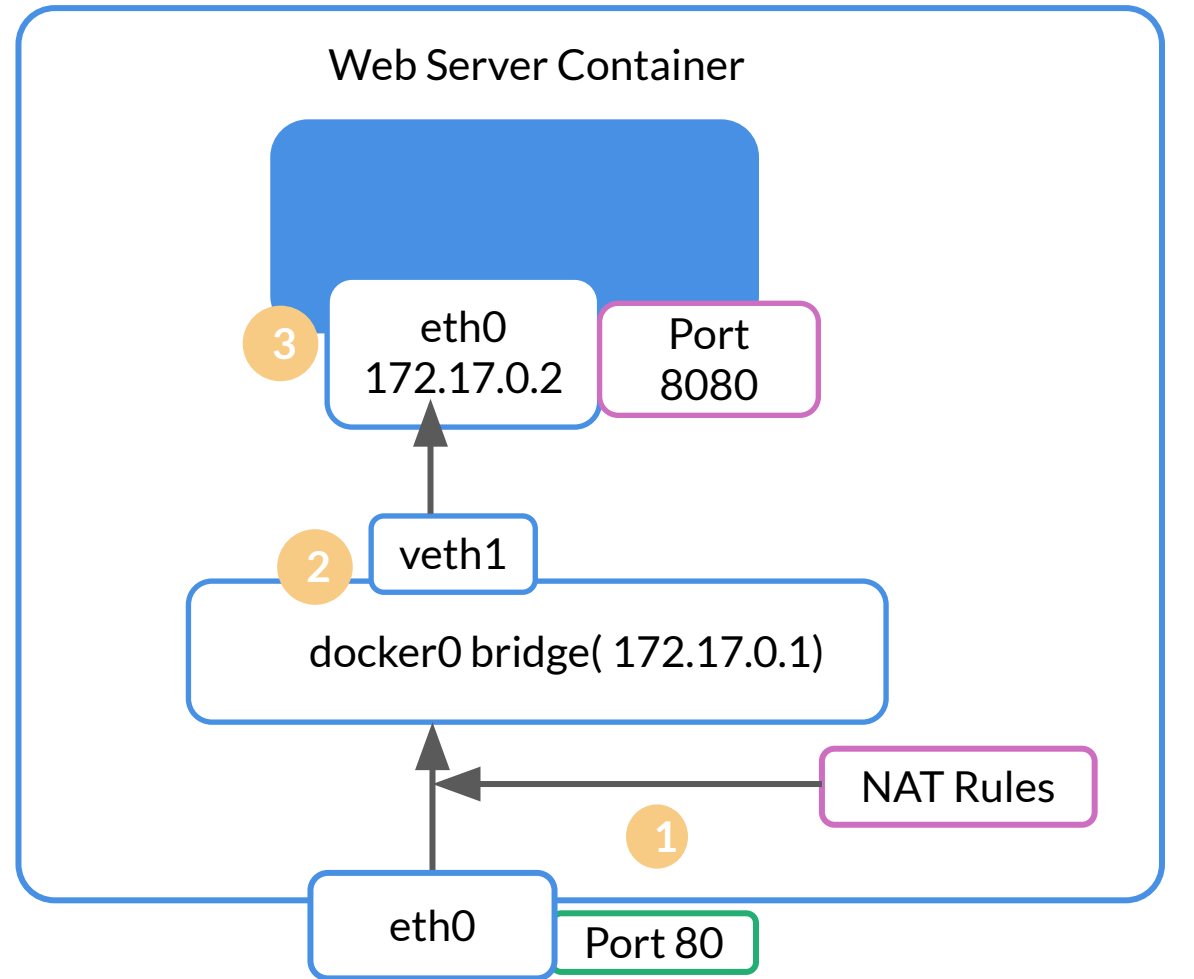 Web Server Container
eth0
172.17.0.2
Port
8080
3
veth1
2
docker0 bridge( 172.17.0.1)
NAT Rules
1
eth0
Port 80